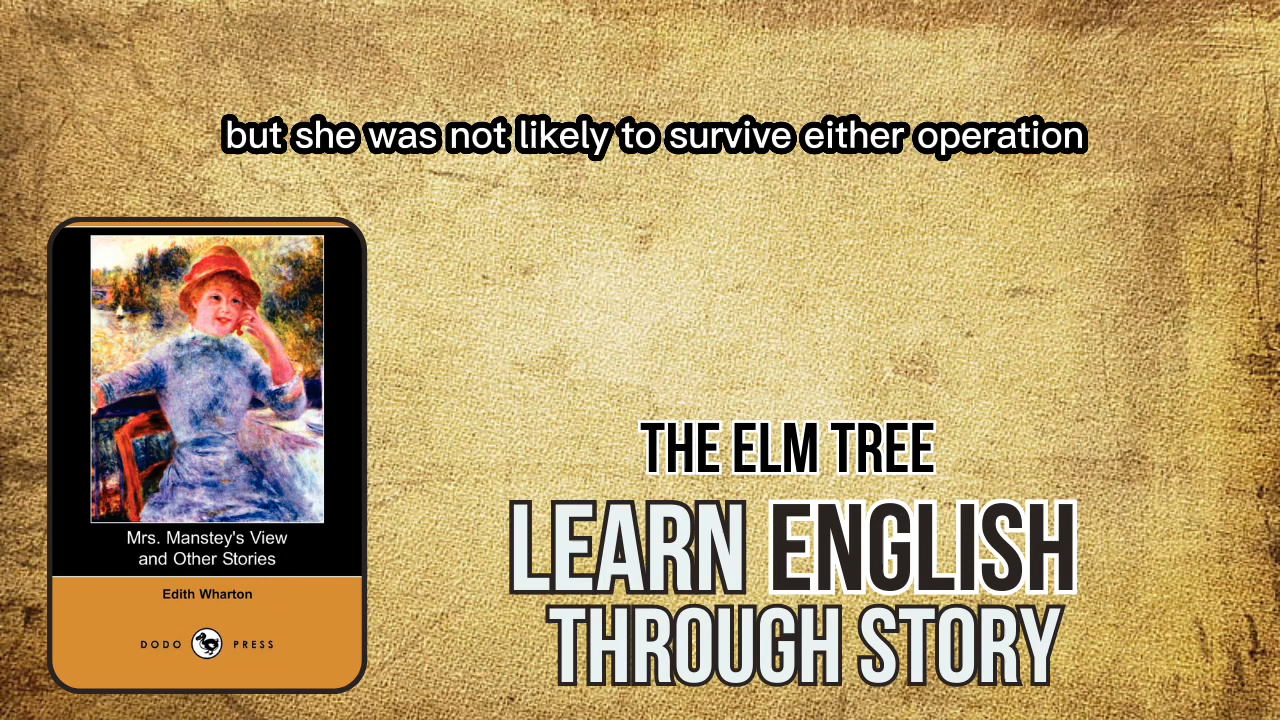 but she was not likely to survive either operation
Mrs. Manstey's View
and Other Stories
Edith Wharton
DODO PRESS
THE ELM TREE
LEARN ENGLISH
THROUGH STORY